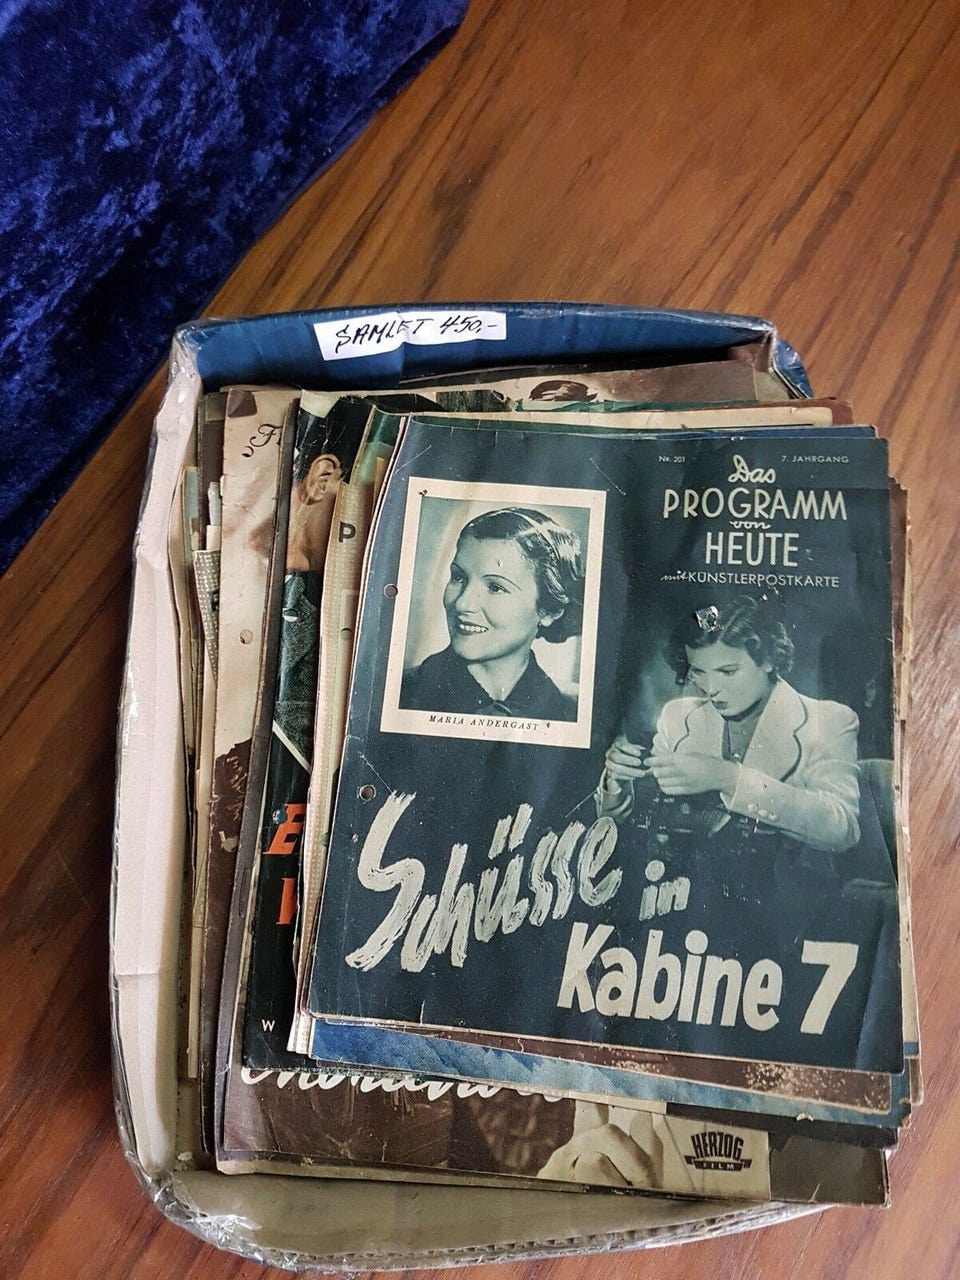 SAMLET 450,-
Nr. 201
7. JAHRGANG
Das
PROGRAMM
von
HEUTE
mit KÜNSTLERPOSTKARTE
MARIA ANDERGAST
Schüsse in
Kabine 7
P
W
HERZOG
FILM